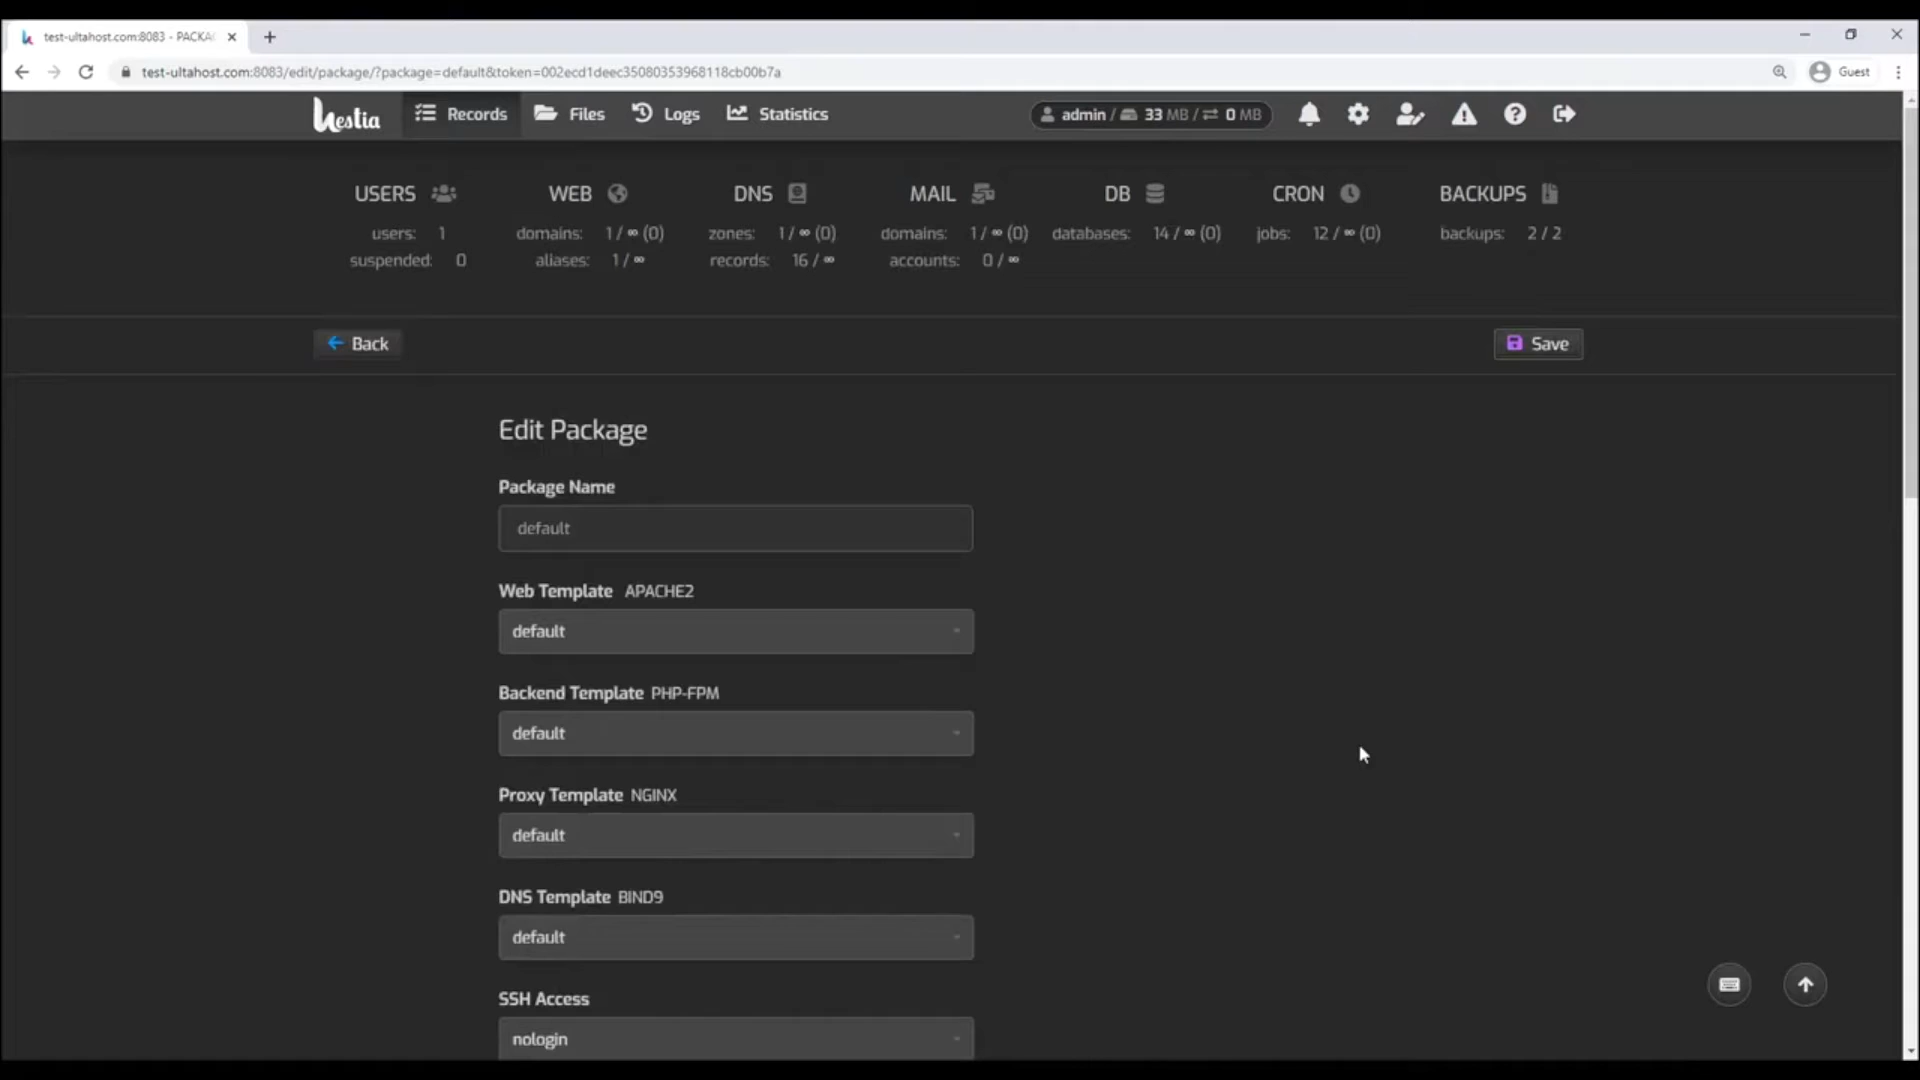 test-ultahost.com:8083 - PACKA
test-ultahost.com:8083/edit/package/?package=default&token=002ecd1deec35080353968118cb00b7a
Guest
hestia Records Files Logs Statistics admin / 33 MB / 0 MB
USERS WEB DNS MAIL DB CRON BACKUPS
users: 1 domains: 1 / ∞ (0) zones: 1 / ∞ (0) domains: 1 / ∞ (0) databases: 14 / ∞ (0) jobs: 12 / ∞ (0) backups: 2 / 2
suspended: 0 aliases: 1 / ∞ records: 16 / ∞ accounts: 0 / ∞
Back Save
Edit Package
Package Name
default
Web Template APACHE2
default
Backend Template PHP-FPM
default
Proxy Template NGINX
default
DNS Template BIND9
default
SSH Access
nologin